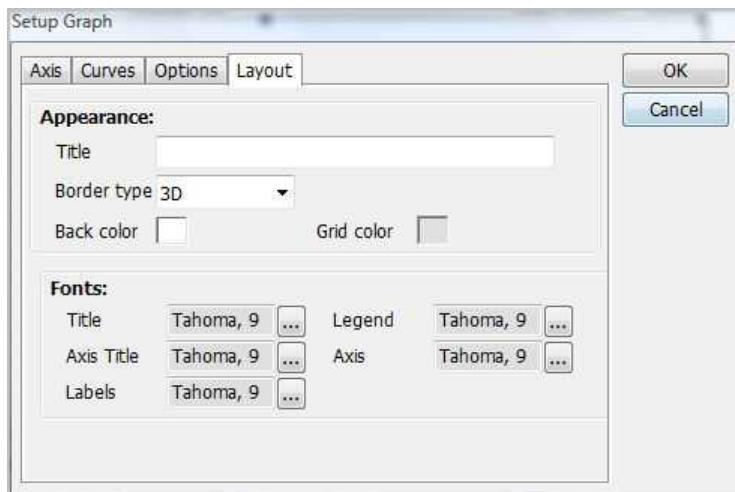 Setup Graph
Axis Curves Options Layout
OK
Cancel
Appearance:
Title
Border type 3D
Back color Grid color
Fonts:
Title Tahoma, 9 ... Legend Tahoma, 9 ...
Axis Title Tahoma, 9 ... Axis Tahoma, 9 ...
Labels Tahoma, 9 ...